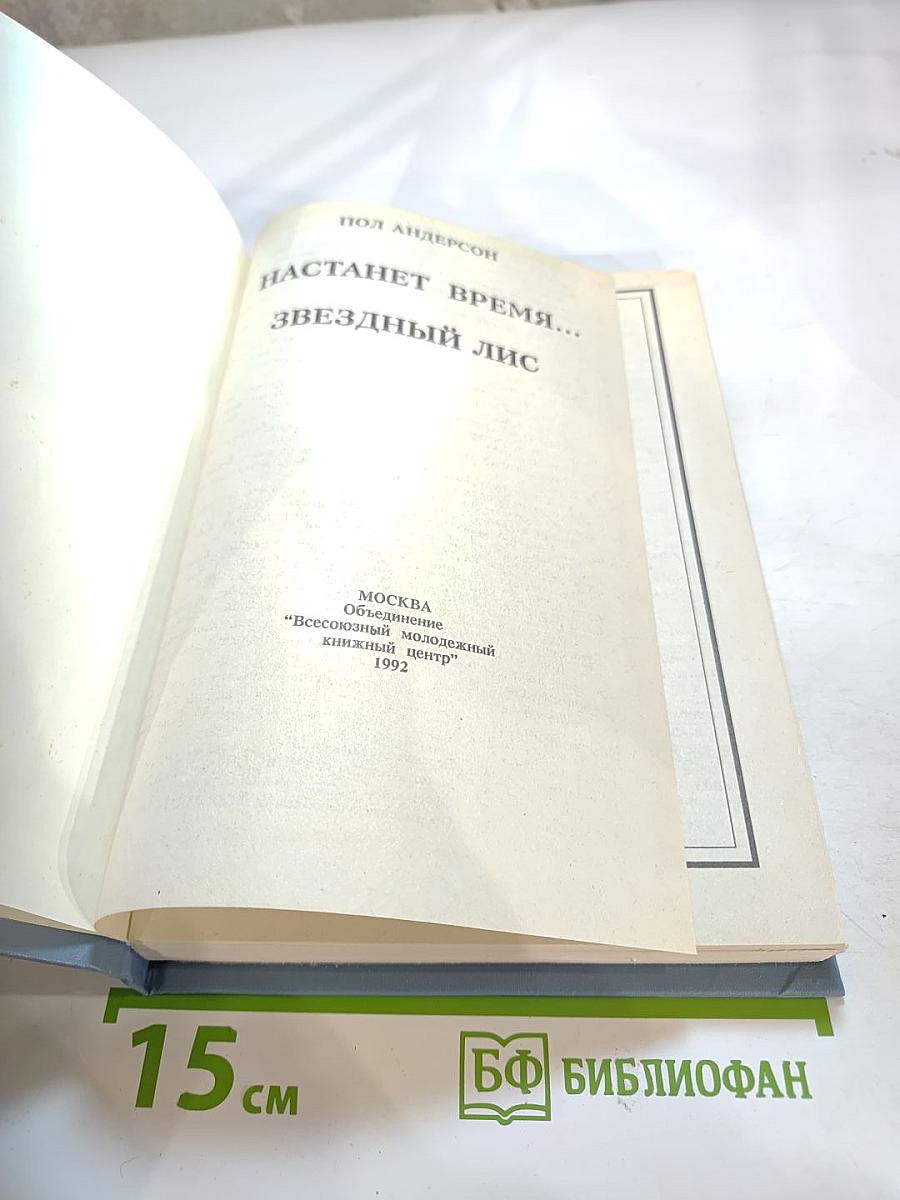 ПОЛ АНДЕРСОН
НАСТАНЕТ ВРЕМЯ...
ЗВЕЗДНЫЙ ЛИС
МОСКВА
Объединение
“Всесоюзный молодежный
книжный центр”
1992
15 см
БФ БИБЛИОФАН